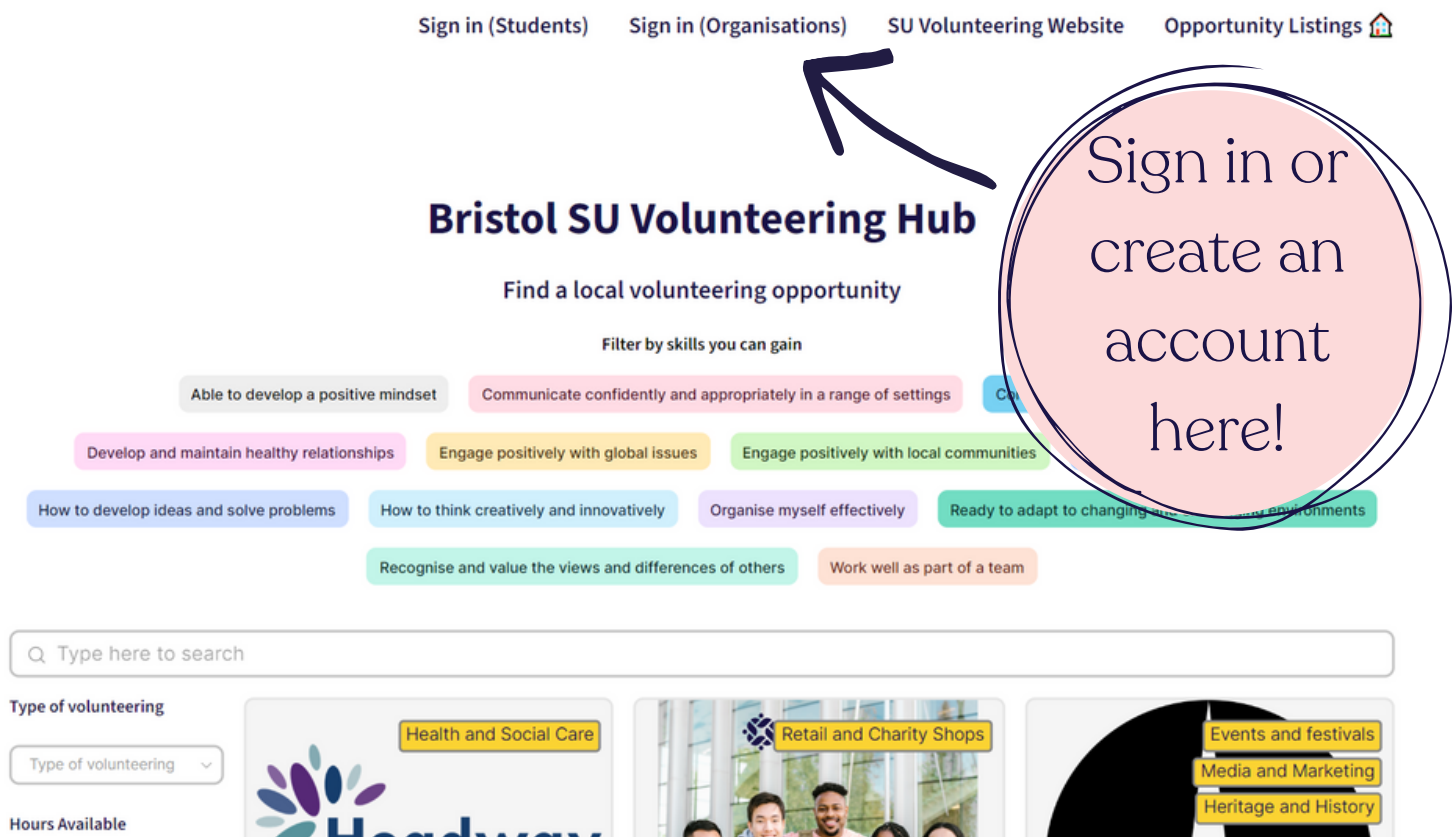 Sign in (Students) Sign in (Organisations) SU Volunteering Website Opportunity Listings
Sign in or
create an
account
here!
Bristol SU Volunteering Hub
Find a local volunteering opportunity
Filter by skills you can gain
Able to develop a positive mindset Communicate confidently and appropriately in a range of settings
Develop and maintain healthy relationships Engage positively with global issues Engage positively with local communities
How to develop ideas and solve problems How to think creatively and innovatively Organise myself effectively Ready to adapt to changing and environments
Recognise and value the views and differences of others Work well as part of a team
Type here to search
Type of volunteering
Type of volunteering
Hours Available
Health and Social Care
Headway
Retail and Charity Shops
Events and festivals
Media and Marketing
Heritage and History